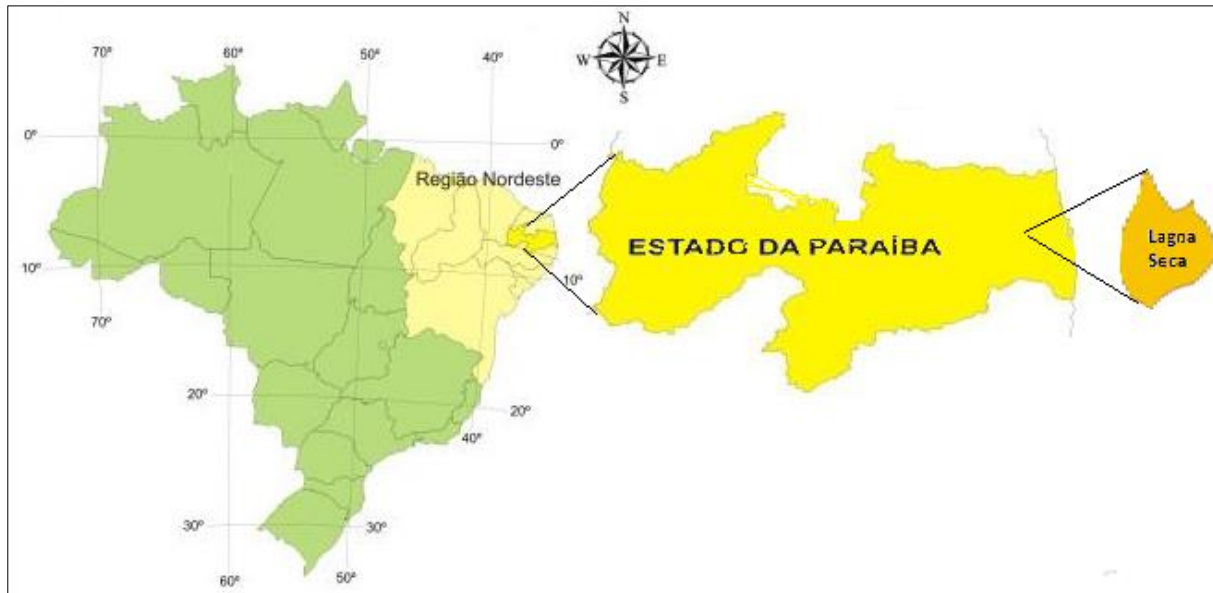 N
W E
S
70º 60º 50º 40º
0º 0º
Região Nordeste
ESTADO DA PARAÍBA
Lagoa
Seca
10º 10º
70º
20º 20º
40º
30º 30º
60º 50º